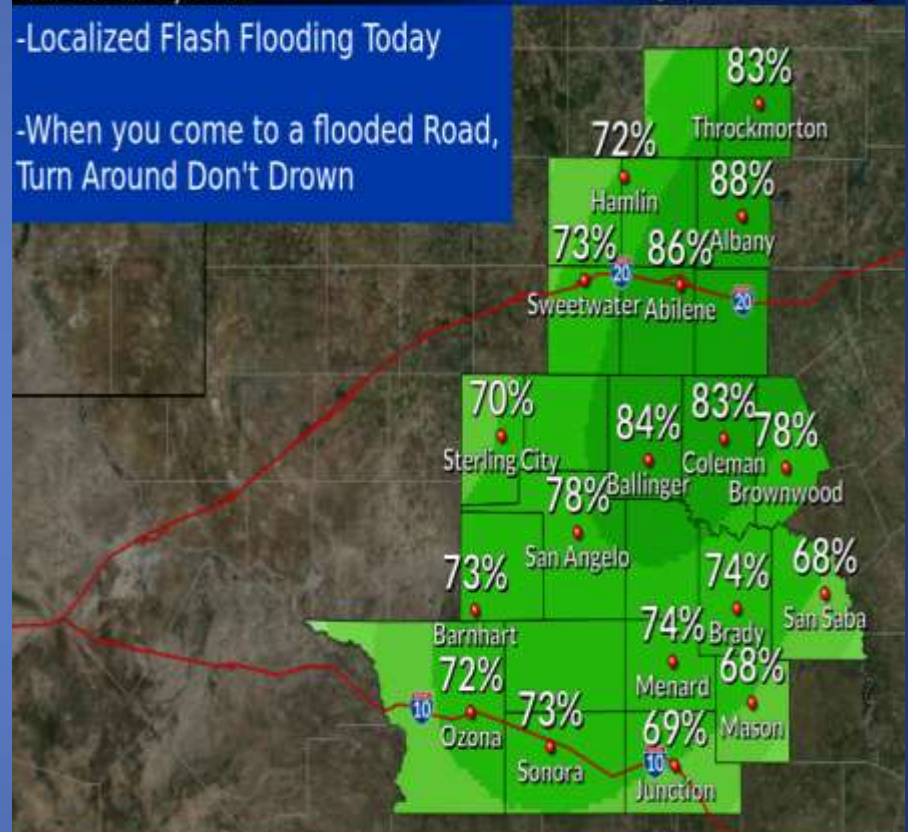 -Localized Flash Flooding Today
-When you come to a flooded Road,
Turn Around Don't Drown
83%
Throckmorton
72%
Hamlin
88%
Albany
73%
20
86%
Sweetwater
Abilene
20
70%
Sterling City
84%
Ballinger
83%
Coleman
78%
Brownwood
78%
San Angelo
73%
Barnhart
74%
Brady
68%
San Saba
74%
Menard
68%
Mason
10
72%
Ozona
73%
Sonora
69%
10
Junction